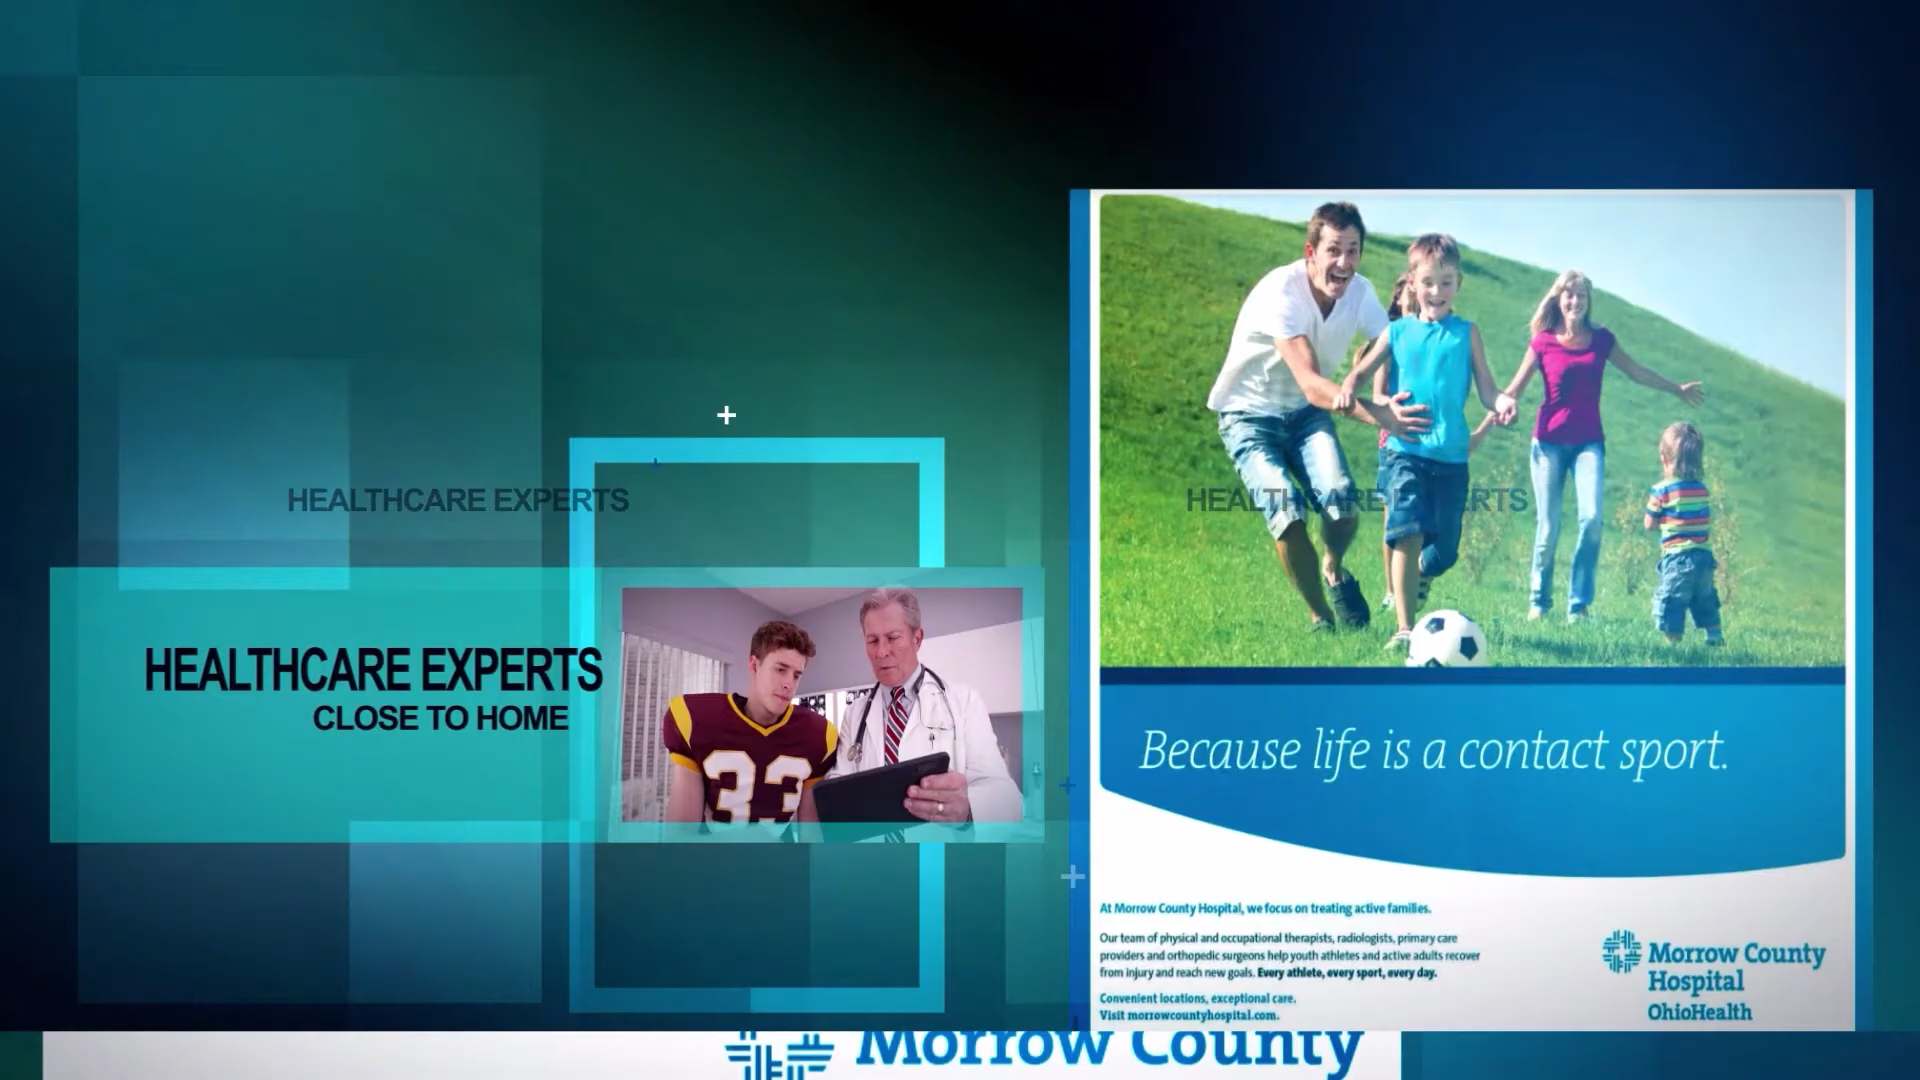 HEALTHCARE EXPERTS
HEALTHCARE EXPERTS
HEALTHCARE EXPERTS
CLOSE TO HOME
33
Because life is a contact sport.
At Morrow County Hospital, we focus on treating active families.
Our team of physical and occupational therapists, radiologists, primary care
providers and orthopedic surgeons help youth athletes and active adults recover
from injury and reach new goals. Every athlete, every sport, every day.
Convenient locations, exceptional care.
Visit morrowcountyhospital.com.
Morrow County
Hospital
OhioHealth
Morrow County